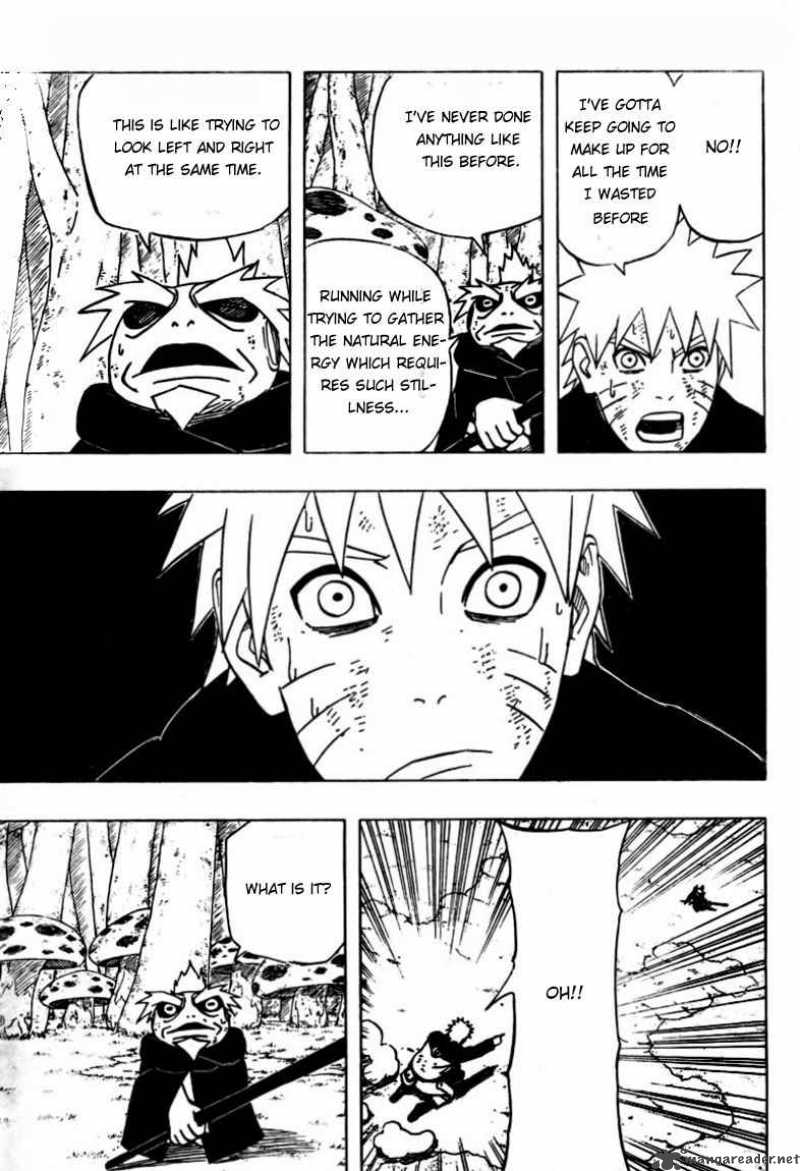 NO!!
I'VE GOTTA
KEEP GOING TO
MAKE UP FOR
ALL THE TIME
I WASTED
BEFORE
I'VE NEVER DONE
ANYTHING LIKE
THIS BEFORE.
RUNNING WHILE
TRYING TO GATHER
THE NATURAL ENE-
RGY WHICH REQUI-
RES SUCH STIL-
LNESS...
THIS IS LIKE TRYING TO
LOOK LEFT AND RIGHT
AT THE SAME TIME.
OH!!
WHAT IS IT?
mangareader.net